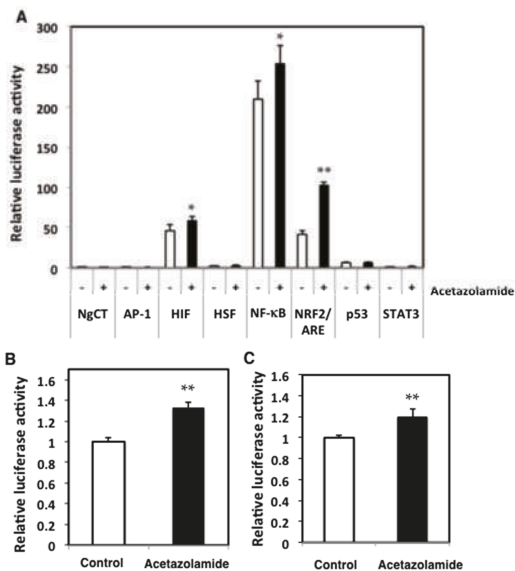 A
Relative luciferase activity
300
250
200
150
100
50
0
* * **
- + - + - + - + - + - + - + - + Acetazolamide
NgCT AP-1 HIF HSF NF-κB NRF2/ARE p53 STAT3
B
Relative luciferase activity
1.6
1.4
1.2
1
0.8
0.6
0.4
0.2
0
**
Control Acetazolamide
C
Relative luciferase activity
1.6
1.4
1.2
1
0.8
0.6
0.4
0.2
0
**
Control Acetazolamide